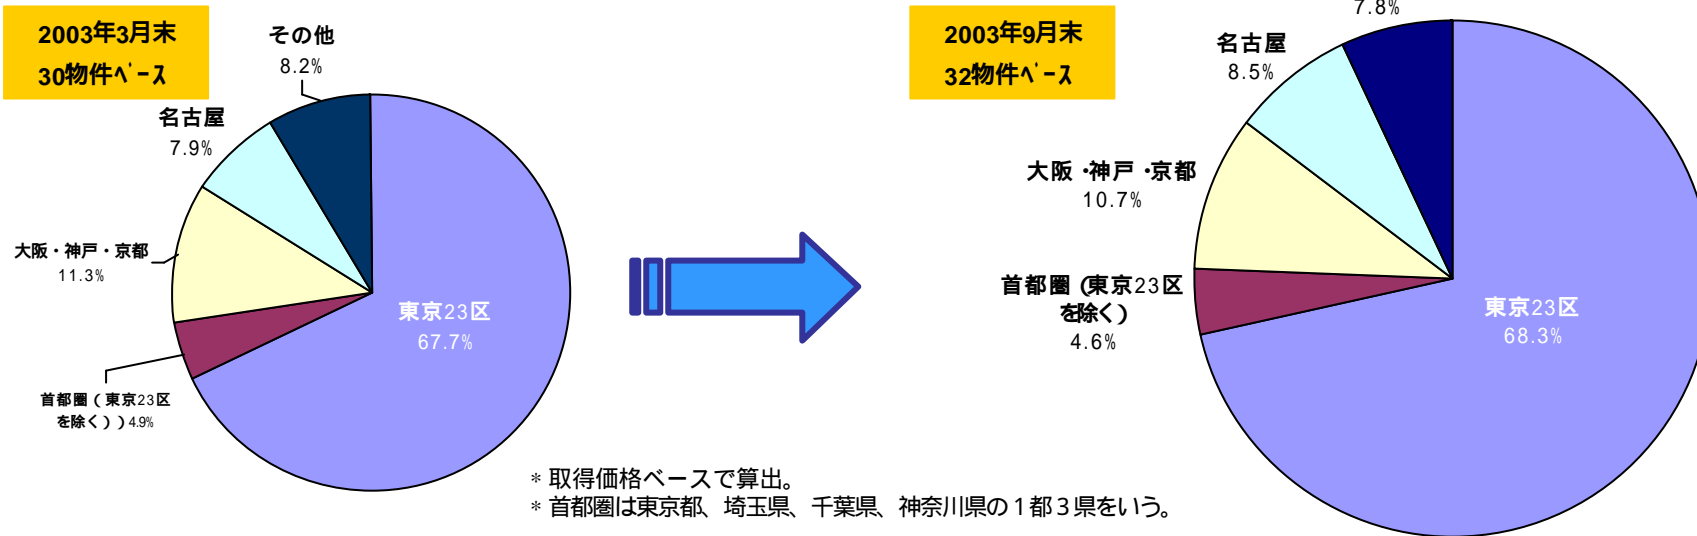 2003年3月末
30物件ﾍﾞｰｽ
その他
8.2%
名古屋
7.9%
大阪・神戸・京都
11.3%
首都圏（東京23区
を除く））4.9%
東京23区
67.7%
2003年9月末
32物件ﾍﾞｰｽ
7.8%
名古屋
8.5%
大阪・神戸・京都
10.7%
首都圏（東京23区
を除く）
4.6%
東京23区
68.3%
* 取得価格ベースで算出。
* 首都圏は東京都、埼玉県、千葉県、神奈川県の1都3県をいう。